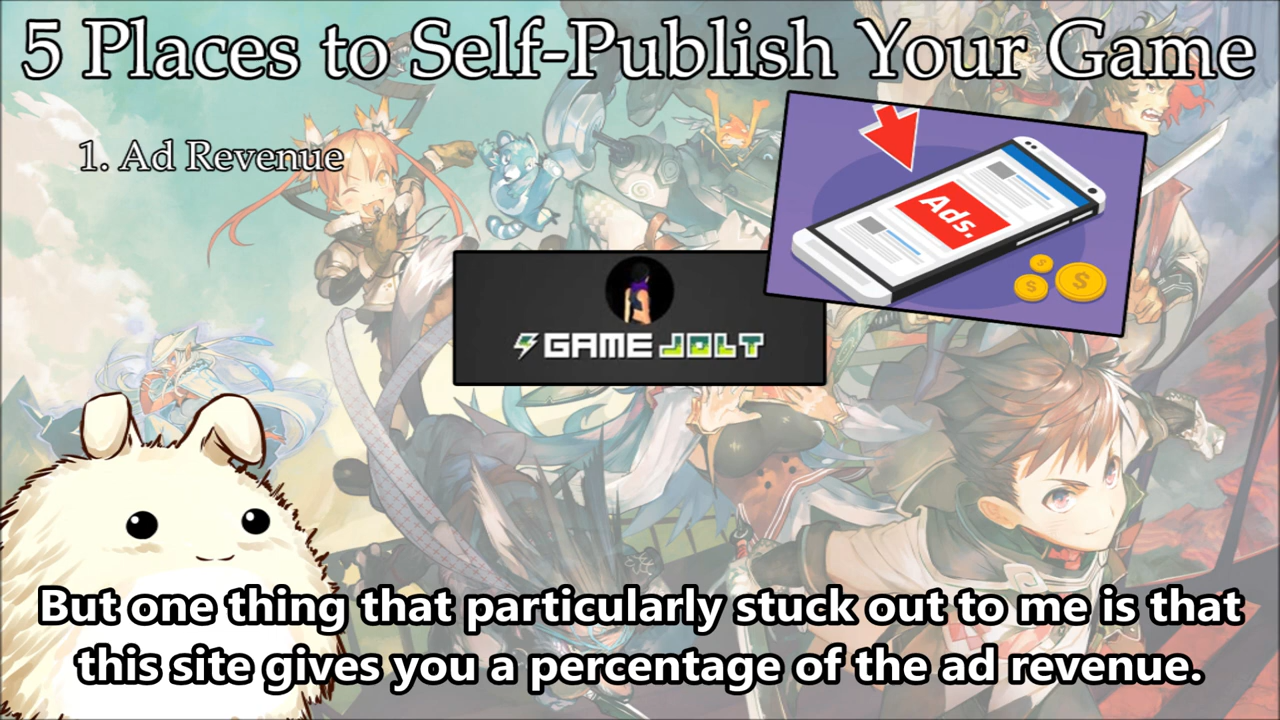 5 Places to Self-Publish Your Game
1. Ad Revenue
Ads.
$
$
$
GAME JOLT
But one thing that particularly stuck out to me is that
this site gives you a percentage of the ad revenue.